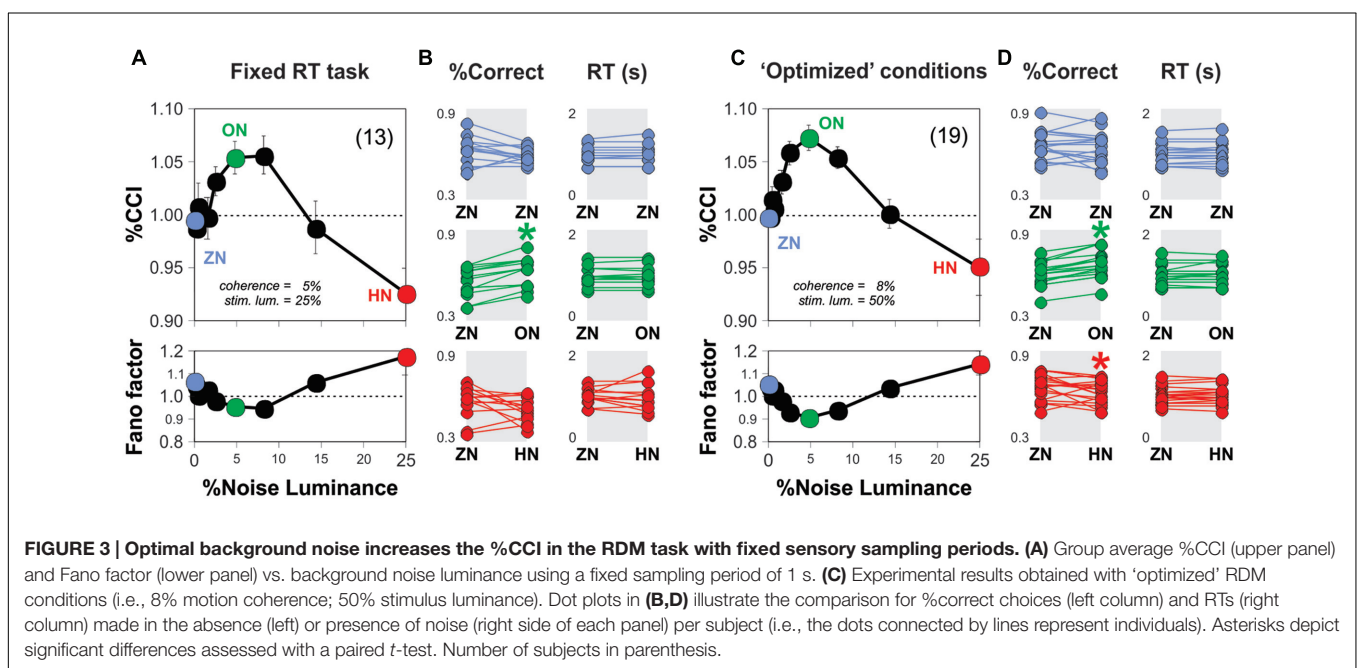 A
Fixed RT task
B
%Correct
RT (s)
C
'Optimized' conditions
D
%Correct
RT (s)
%CCI
1.10
1.05
1.00
0.95
0.90
ON
(13)
ZN
HN
coherence = 5%
stim. lum. = 25%
Fano factor
1.2
1.1
1.0
0.9
0.8
0
5
10
15
20
25
%Noise Luminance
0.9
0.3
ZN
ZN
2
0
ZN
ZN
0.9
0.3
*
ZN
ON
2
0
ZN
ON
0.9
0.3
ZN
HN
2
0
ZN
HN
%CCI
1.10
1.05
1.00
0.95
0.90
ON
(19)
ZN
HN
coherence = 8%
stim. lum. = 50%
Fano factor
1.2
1.1
1.0
0.9
0.8
0
5
10
15
20
25
%Noise Luminance
0.9
0.3
ZN
ZN
2
0
ZN
ZN
0.9
0.3
*
ZN
ON
2
0
ZN
ON
0.9
0.3
*
ZN
HN
2
0
ZN
HN
FIGURE 3 | Optimal background noise increases the %CCI in the RDM task with fixed sensory sampling periods. (A) Group average %CCI (upper panel)
and Fano factor (lower panel) vs. background noise luminance using a fixed sampling period of 1 s. (C) Experimental results obtained with 'optimized' RDM
conditions (i.e., 8% motion coherence; 50% stimulus luminance). Dot plots in (B,D) illustrate the comparison for %correct choices (left column) and RTs (right
column) made in the absence (left) or presence of noise (right side of each panel) per subject (i.e., the dots connected by lines represent individuals). Asterisks depict
significant differences assessed with a paired t-test. Number of subjects in parenthesis.